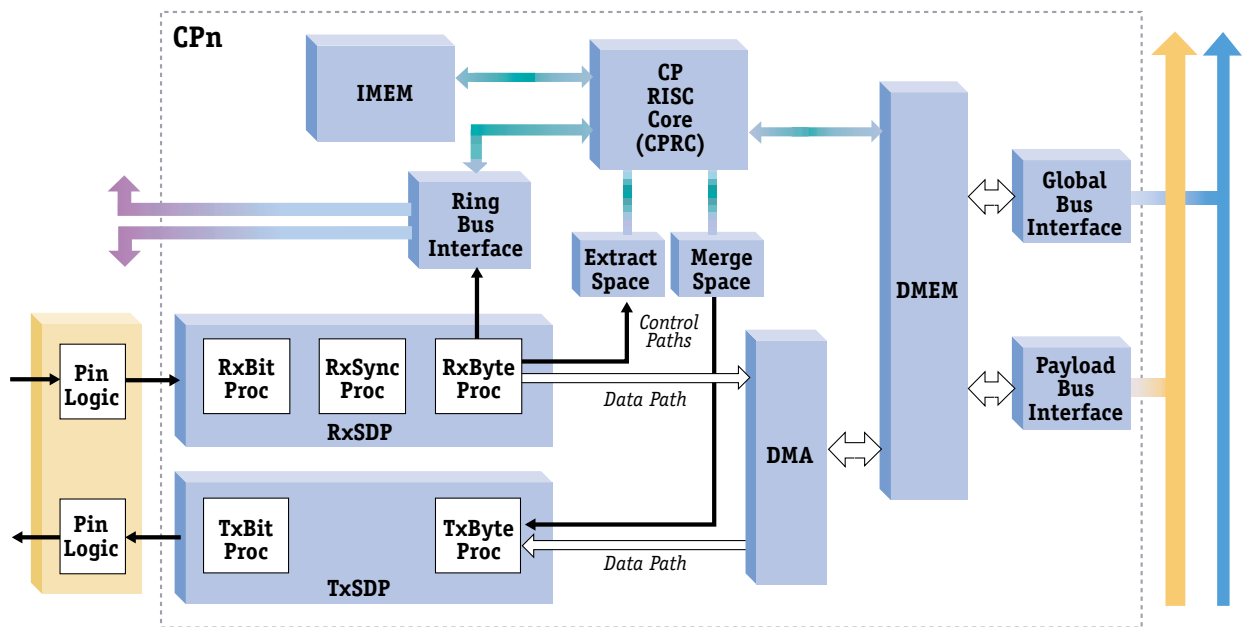 CPn
IMEM
CP
RISC
Core
(CPRC)
Ring
Bus
Interface
Extract
Space
Merge
Space
DMEM
Global
Bus
Interface
Payload
Bus
Interface
Control
Paths
Pin
Logic
RxBit
Proc
RxSync
Proc
RxByte
Proc
RxSDP
Data Path
DMA
Pin
Logic
TxBit
Proc
TxByte
Proc
TxSDP
Data Path